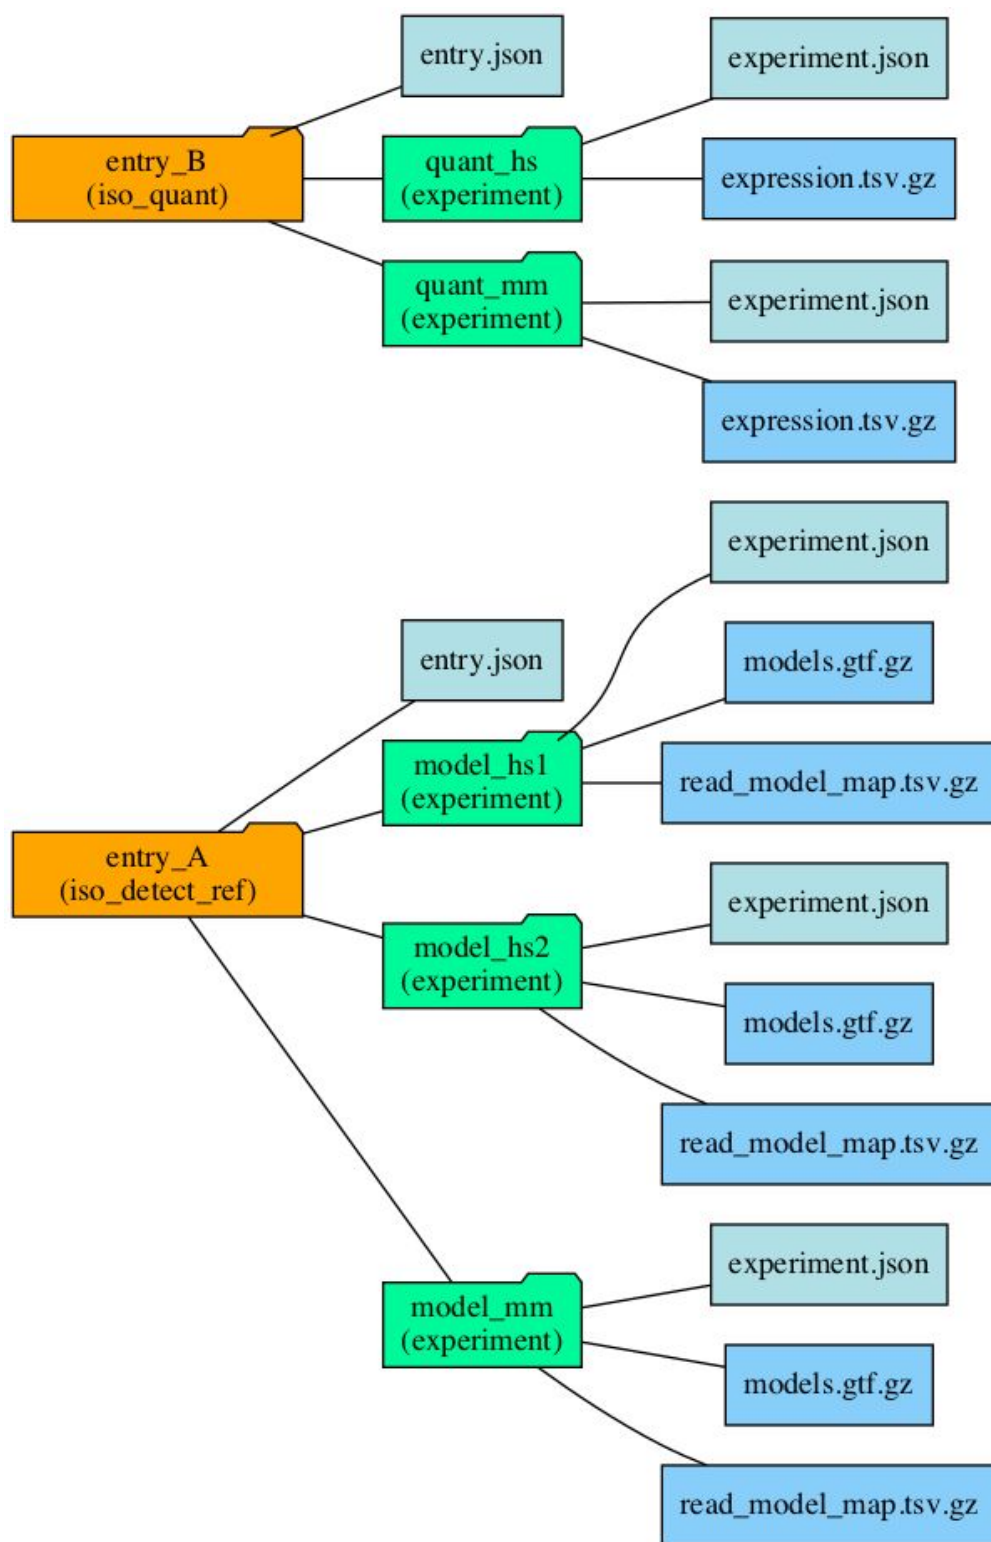 entry.json
experiment.json
entry_B
(iso_quant)
quant_hs
(experiment)
expression.tsv.gz
quant_mm
(experiment)
experiment.json
expression.tsv.gz
experiment.json
entry.json
models.gtf.gz
model_hs1
(experiment)
read_model_map.tsv.gz
entry_A
(iso_detect_ref)
experiment.json
model_hs2
(experiment)
models.gtf.gz
read_model_map.tsv.gz
experiment.json
model_mm
(experiment)
models.gtf.gz
read_model_map.tsv.gz